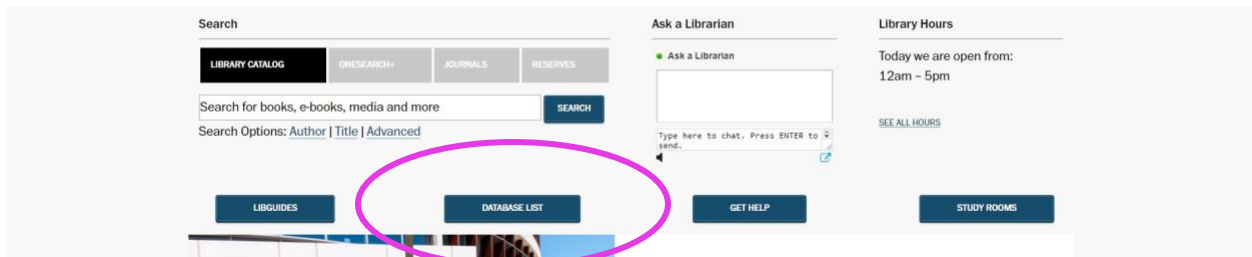 Search
LIBRARY CATALOG
ONESEARCH+
JOURNALS
RESERVES
Search for books, e-books, media and more
SEARCH
Search Options: Author | Title | Advanced
Ask a Librarian
Ask a Librarian
Type here to chat. Press ENTER to
send.
Library Hours
Today we are open from:
12am – 5pm
SEE ALL HOURS
LIBGUIDES
DATABASE LIST
GET HELP
STUDY ROOMS